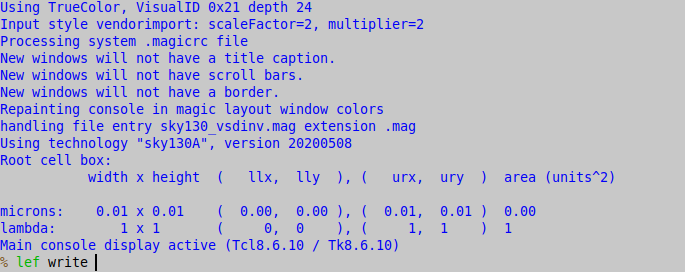 Using TrueColor, VisualID 0x21 depth 24
Input style vendorimport: scaleFactor=2, multiplier=2
Processing system .magicrc file
New windows will not have a title caption.
New windows will not have scroll bars.
New windows will not have a border.
Repainting console in magic layout window colors
handling file entry sky130_vsdinv.mag extension .mag
Using technology "sky130A", version 20200508
Root cell box:
width x height ( llx, lly ), ( urx, ury ) area (units^2)
microns: 0.01 x 0.01 ( 0.00, 0.00 ), ( 0.01, 0.01 ) 0.00
lambda: 1 x 1 ( 0, 0 ), ( 1, 1 ) 1
Main console display active (Tcl8.6.10 / Tk8.6.10)
% lef write